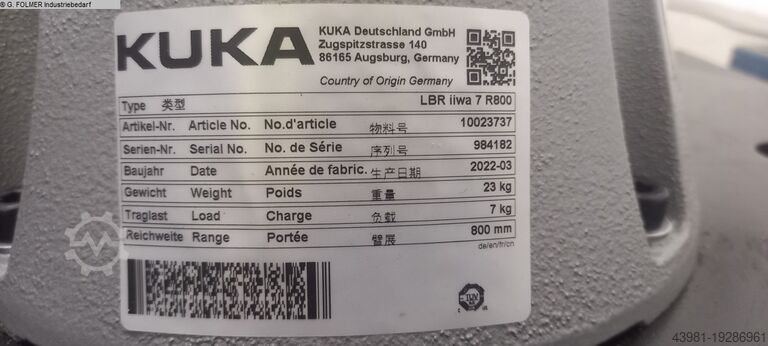 ® G. FOLMER Industriebedarf
KUKA
KUKA Deutschland GmbH
Zugspitzstrasse 140
86165 Augsburg, Germany
Country of Origin Germany
Type 类型 LBR iiwa 7 R800
Artikel-Nr. Article No. No.d'article 物料号 10023737
Serien-Nr. Serial No. No. de Série 序列号 984182
Baujahr Date Année de fabric. 生产日期 2022-03
Gewicht Weight Poids 重量 23 kg
Traglast Load Charge 负载 7 kg
Reichweite Range Portée 臂展 800 mm
de/en/fr/cn
43981-19286961